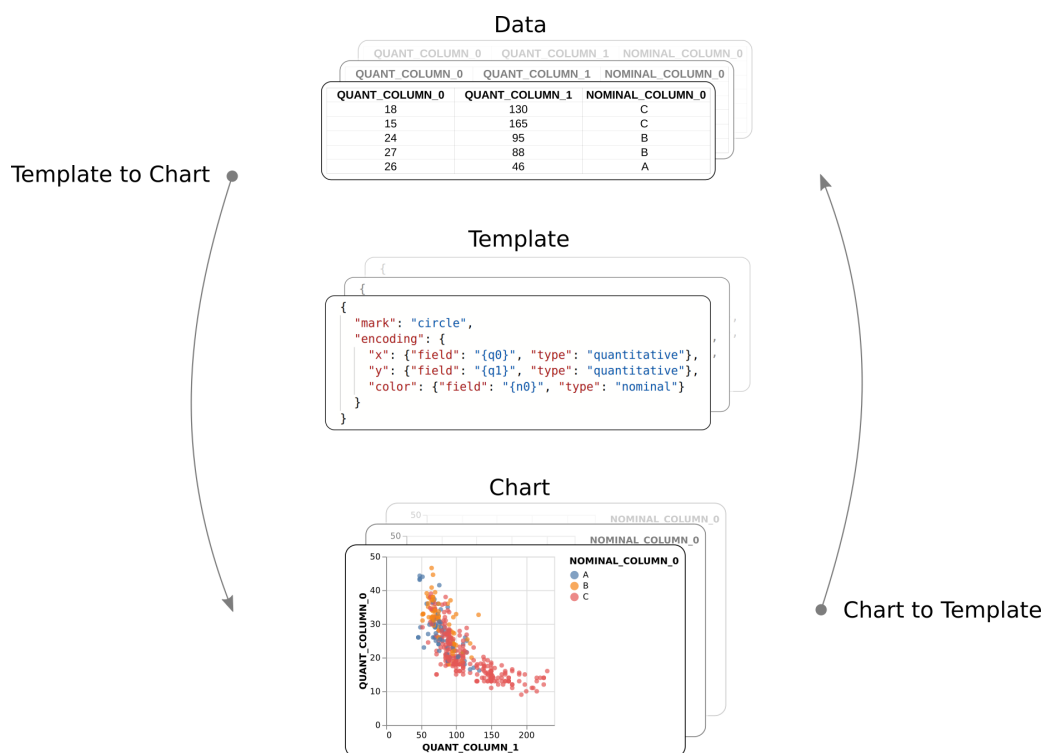 Data
QUANT_COLUMN_0 QUANT_COLUMN_1 NOMINAL_COLUMN_0
QUANT_COLUMN_0 QUANT_COLUMN_1 NOMINAL_COLUMN_0
QUANT_COLUMN_0 QUANT_COLUMN_1 NOMINAL_COLUMN_0
18 130 C
15 165 C
24 95 B
27 88 B
26 46 A
Template to Chart
Template
{
{
{
"mark": "circle",
"encoding": {
"x": {"field": "{q0}", "type": "quantitative"},
"y": {"field": "{q1}", "type": "quantitative"},
"color": {"field": "{n0}", "type": "nominal"}
}
}
,
,
,
,
Chart
50 NOMINAL_COLUMN_0
50 NOMINAL_COLUMN_0
50 NOMINAL_COLUMN_0
A
B
C
40
30
20
10
0
QUANT_COLUMN_0
0 50 100 150 200
QUANT_COLUMN_1
Chart to Template